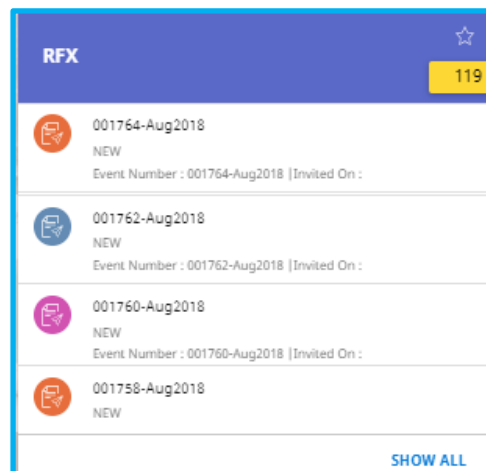 RFX
119
001764-Aug2018
NEW
Event Number : 001764-Aug2018 |Invited On :
001762-Aug2018
NEW
Event Number : 001762-Aug2018 |Invited On :
001760-Aug2018
NEW
Event Number : 001760-Aug2018 |Invited On :
001758-Aug2018
NEW
SHOW ALL